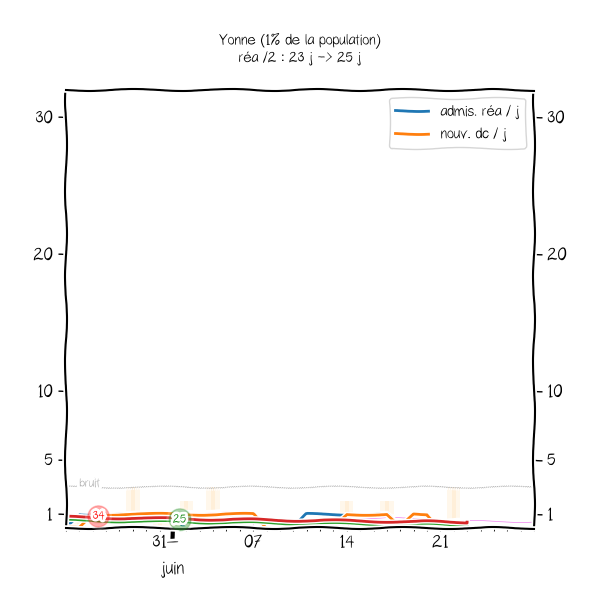 Yonne (1% de la population)
réa /2 : 23 j -> 25 j
admis. réa / j
nouv. dc / j
30
30
20
20
10
10
5
5
bruit
1
34
25
1
31
07
14
21
juin